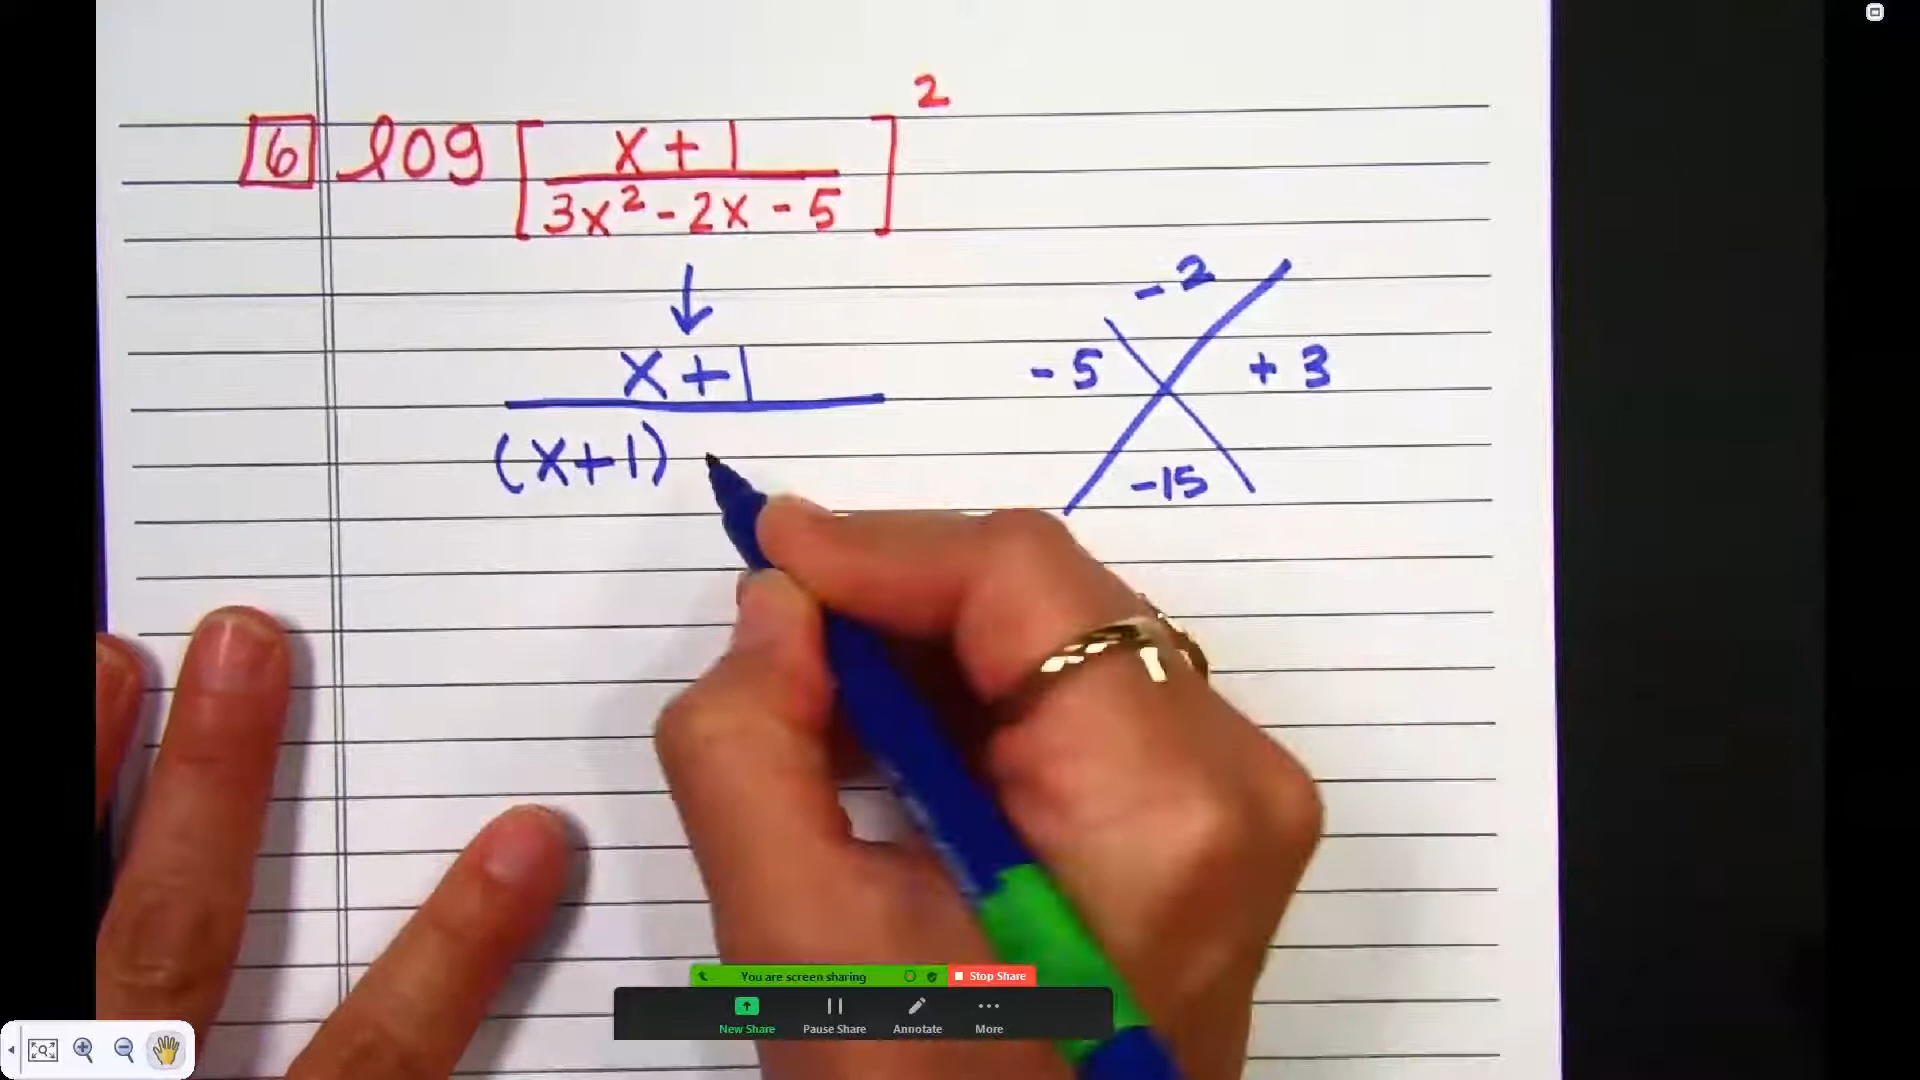 6 log [ x + 1 / 3x² - 2x - 5 ]²
↓
x + 1
(x+1)
- 2
- 5 + 3
-15
You are screen sharing Stop Share
New Share Pause Share Annotate More